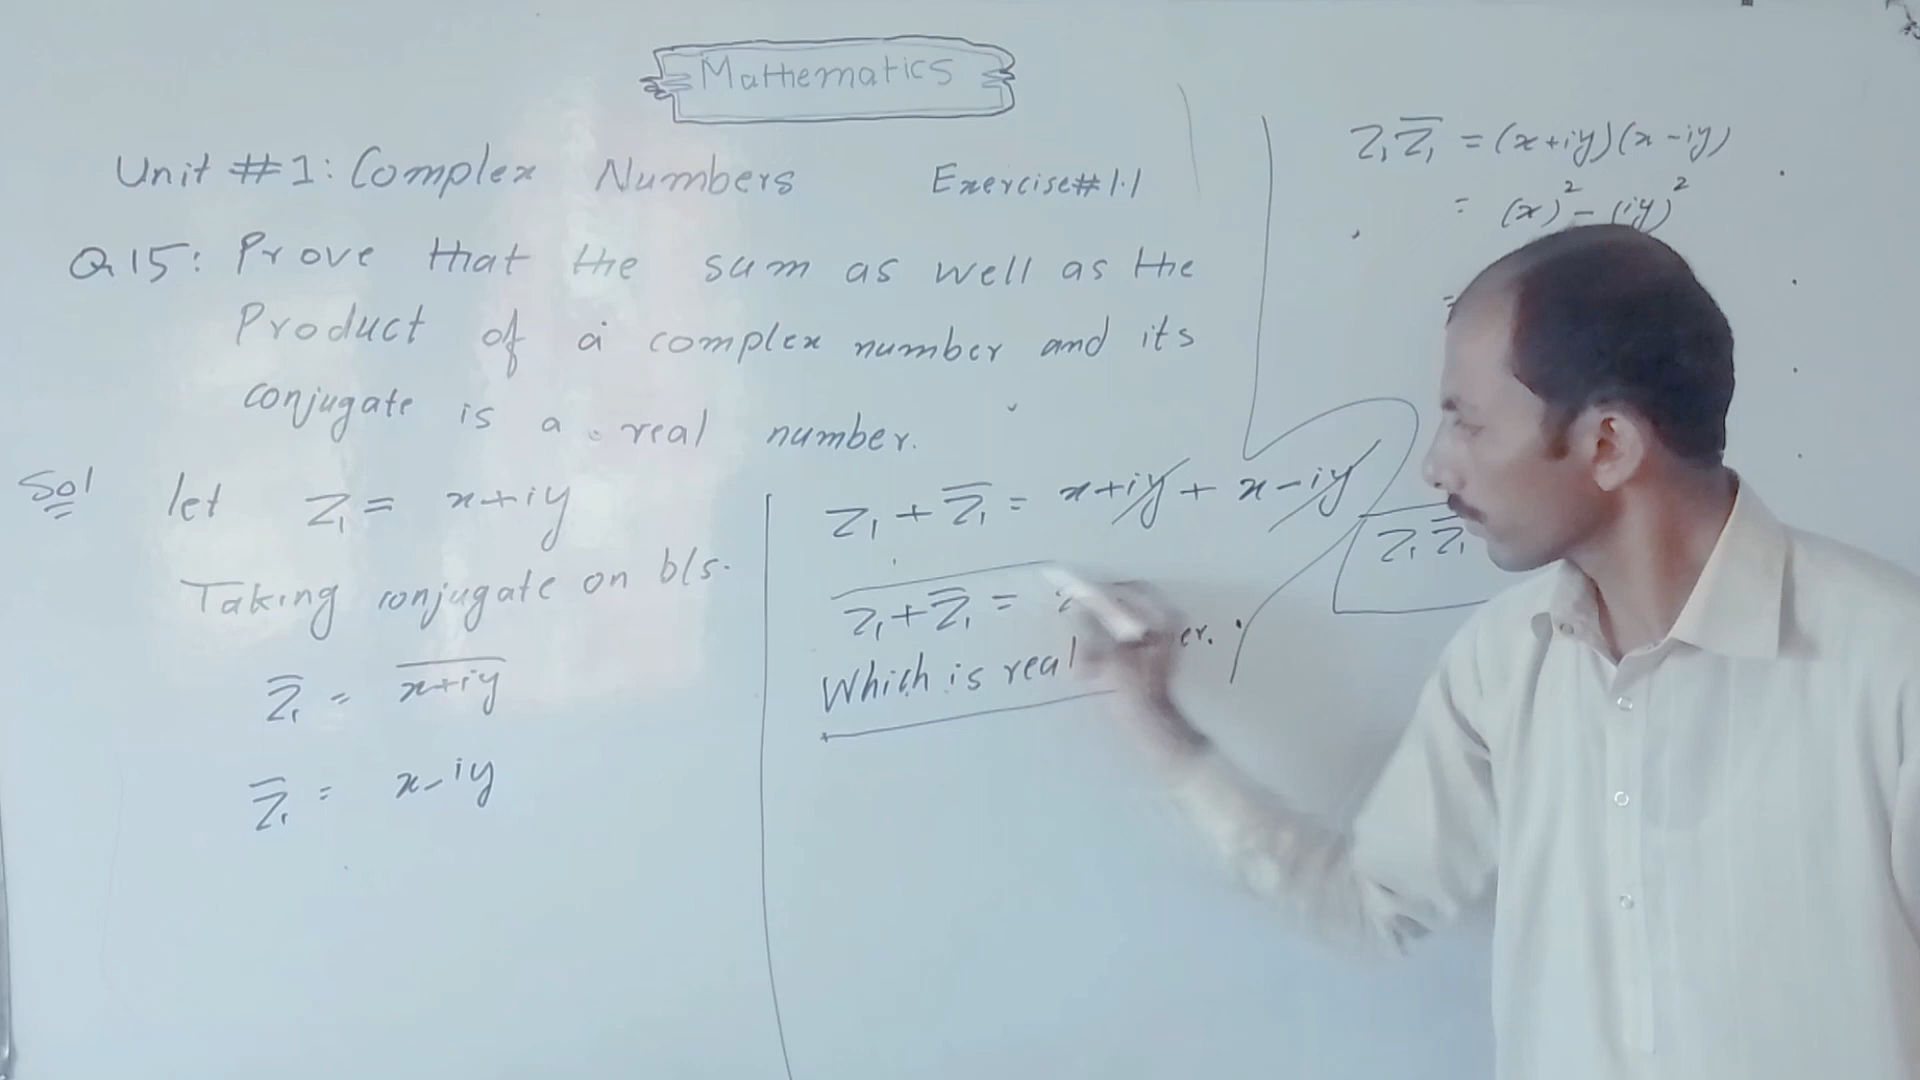 Mathematics
Unit #1: Complex Numbers Exercise#1.1
Q15: Prove that the sum as well as the
Product of a complex number and its
conjugate is a real number.
Sol let Z₁ = x+iy
Taking conjugate on b/s.
Z̅₁ = \overline{x+iy}
Z̅₁ = x-iy
Z₁ + Z̅₁ = x+iy + x-iy
Z₁+Z̅₁ =
Which is real
Z₁Z̅₁ = (x+iy)(x-iy)
= (x)² - (iy)²
=
Z₁Z̅₁